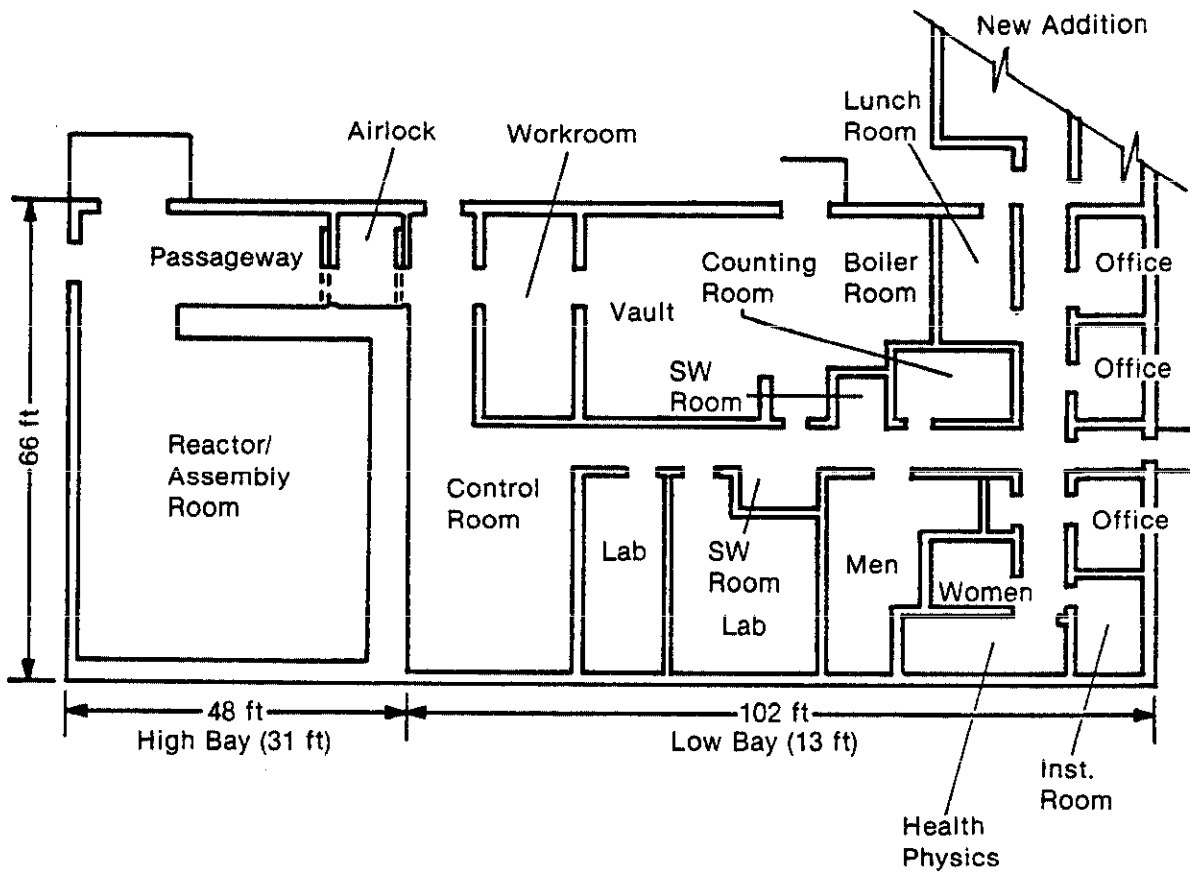 New Addition
Lunch
Room
Airlock
Workroom
Passageway
Counting
Room
Boiler
Room
Office
Vault
SW
Room
Office
66 ft
Reactor/
Assembly
Room
Control
Room
Lab
SW
Room
Lab
Men
Women
Office
48 ft
High Bay (31 ft)
102 ft
Low Bay (13 ft)
Inst.
Room
Health
Physics